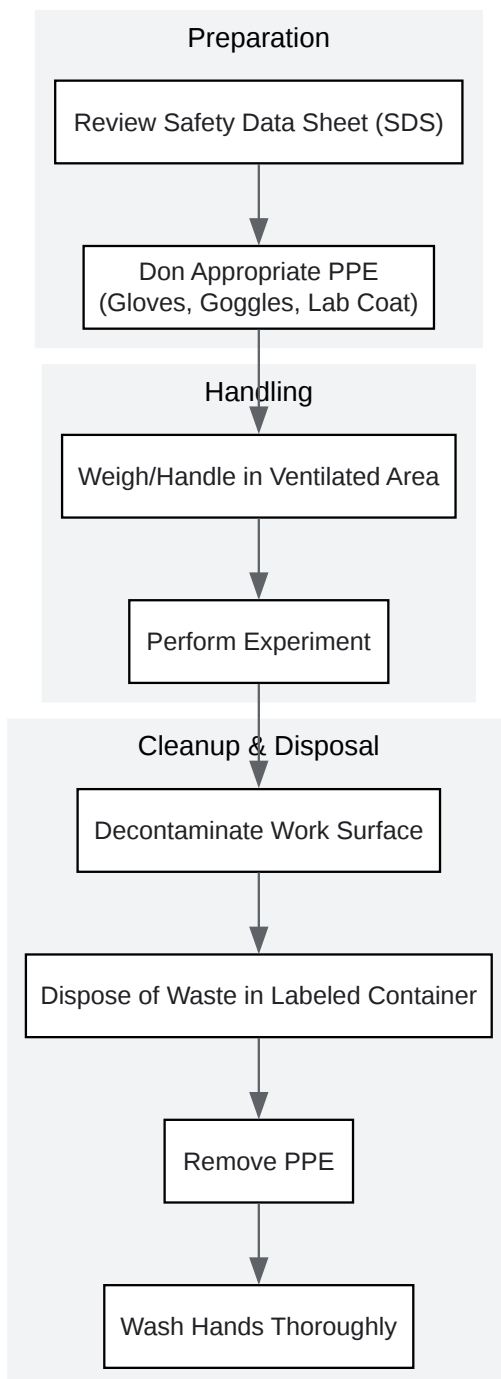 Preparation
Review Safety Data Sheet (SDS)
Don Appropriate PPE
(Gloves, Goggles, Lab Coat)
Handling
Weigh/Handle in Ventilated Area
Perform Experiment
Cleanup & Disposal
Decontaminate Work Surface
Dispose of Waste in Labeled Container
Remove PPE
Wash Hands Thoroughly